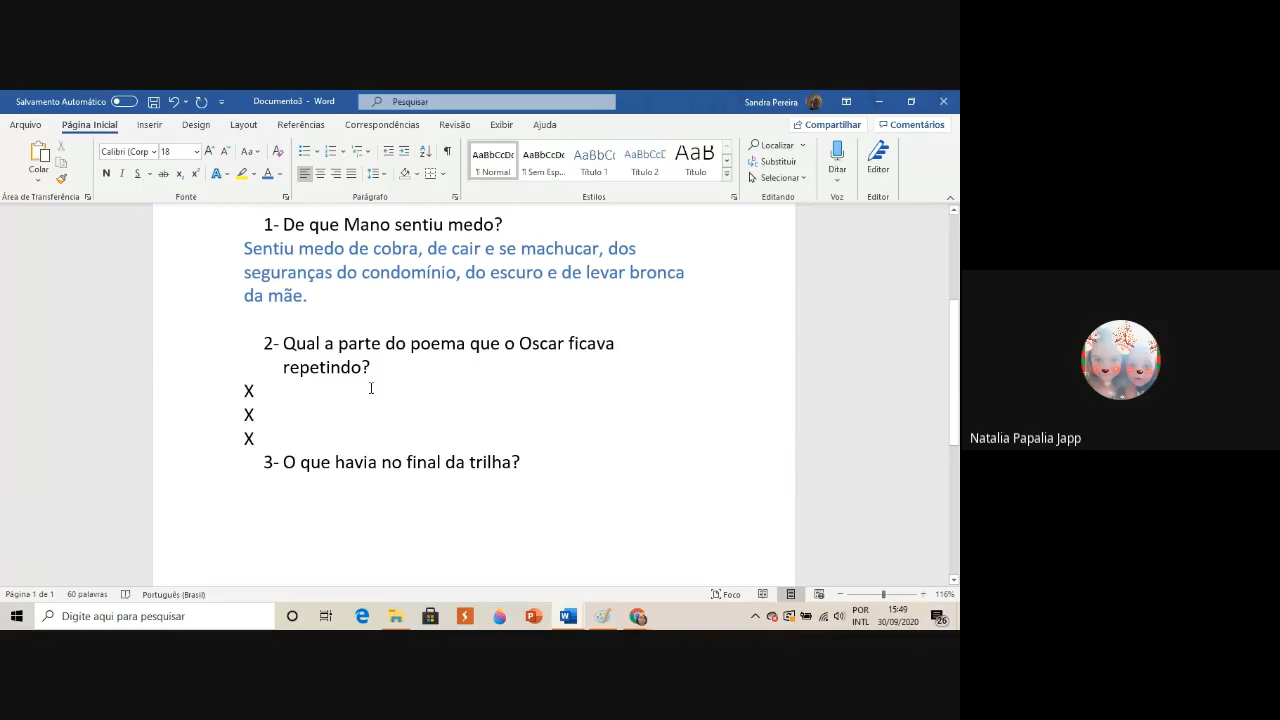 Salvamento Automático
Documento3 - Word
Pesquisar
Sandra Pereira
Arquivo Página Inicial Inserir Design Layout Referências Correspondências Revisão Exibir Ajuda
Compartilhar Comentários
Colar
Calibri (Corp 18
N I S
AaBbCcDc AaBbCcDc AaBbCc AaBbCcC AaB
¶ Normal ¶ Sem Esp... Título 1 Título 2 Título
Localizar
Substituir
Selecionar
Ditar
Editor
Área de Transferência Fonte Parágrafo Estilos Editando Voz Editor
1- De que Mano sentiu medo?
Sentiu medo de cobra, de cair e se machucar, dos
seguranças do condomínio, do escuro e de levar bronca
da mãe.
2- Qual a parte do poema que o Oscar ficava
repetindo?
X
X
X
3- O que havia no final da trilha?
Natalia Papalia Japp
Página 1 de 1 60 palavras Português (Brasil) Foco 116%
Digite aqui para pesquisar
POR
INTL
15:49
30/09/2020
26